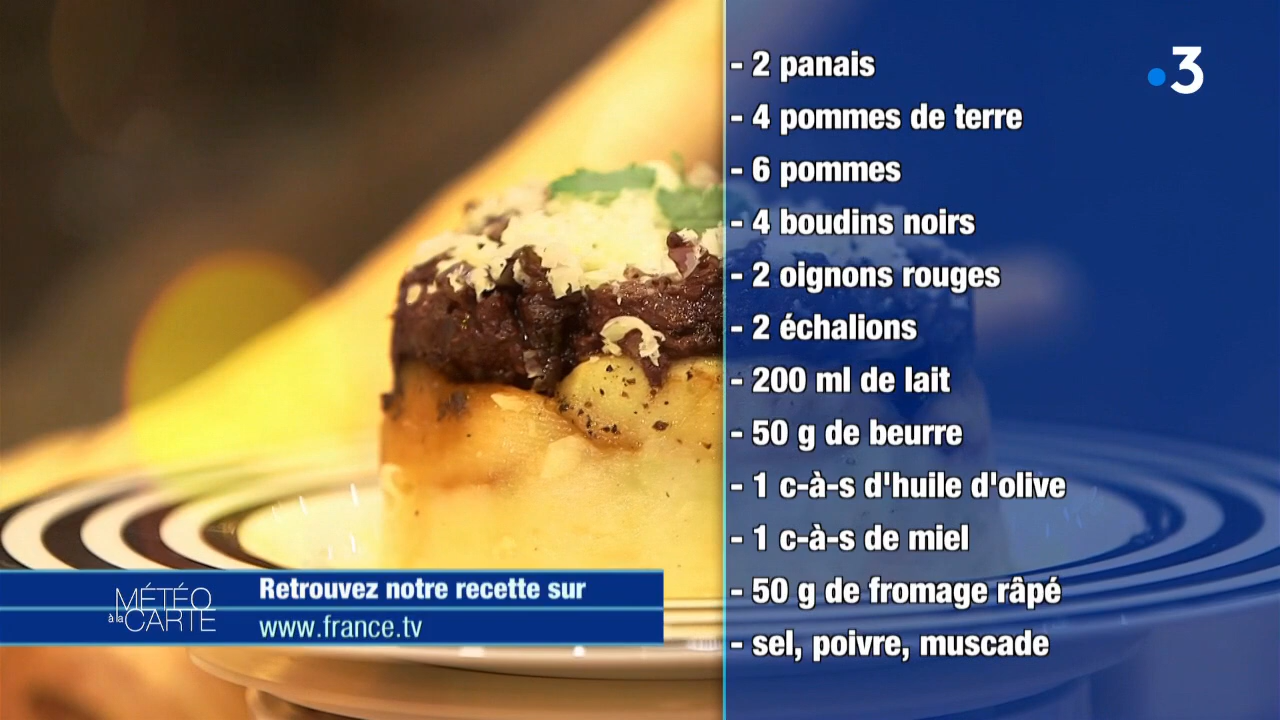 - 2 panais
- 4 pommes de terre
- 6 pommes
- 4 boudins noirs
- 2 oignons rouges
- 2 échalions
- 200 ml de lait
- 50 g de beurre
- 1 c-à-s d'huile d'olive
- 1 c-à-s de miel
- 50 g de fromage râpé
- sel, poivre, muscade
3
MÉTÉO
à la CARTE
Retrouvez notre recette sur
www.france.tv